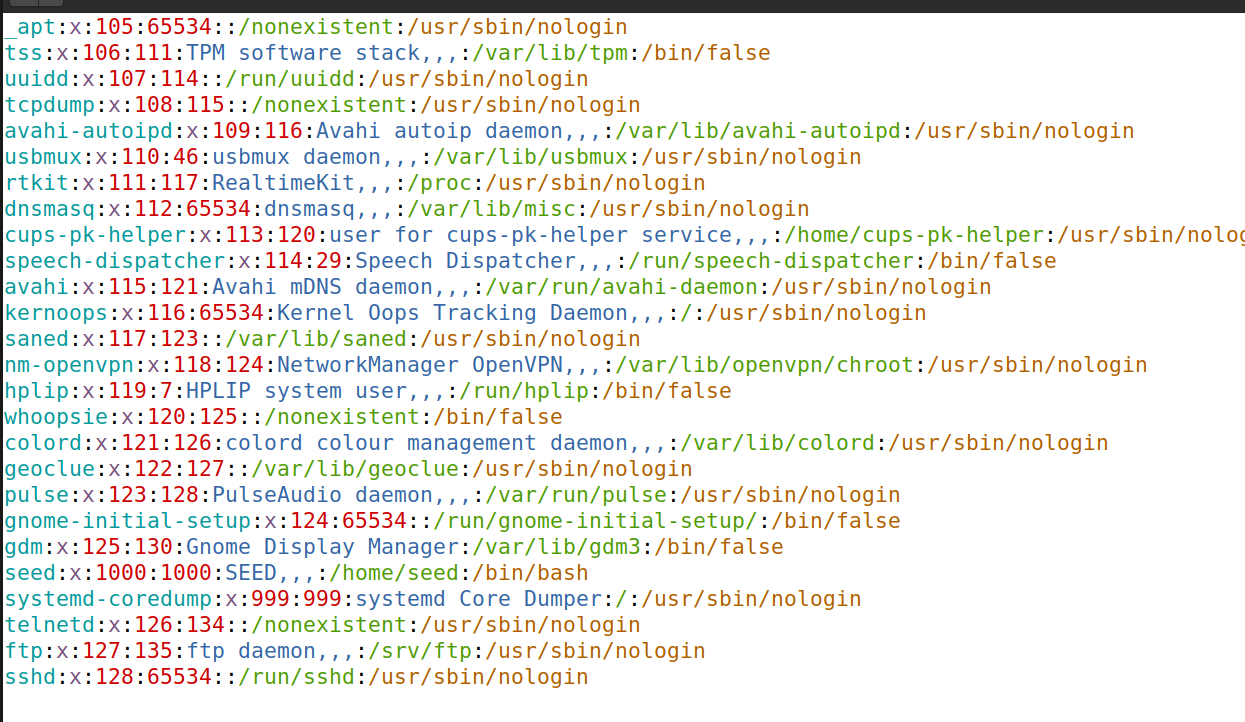 _apt:x:105:65534::/nonexistent:/usr/sbin/nologin
tss:x:106:111:TPM software stack,,,:/var/lib/tpm:/bin/false
uuidd:x:107:114::/run/uuidd:/usr/sbin/nologin
tcpdump:x:108:115::/nonexistent:/usr/sbin/nologin
avahi-autoipd:x:109:116:Avahi autoip daemon,,,:/var/lib/avahi-autoipd:/usr/sbin/nologin
usbmux:x:110:46:usbmux daemon,,,:/var/lib/usbmux:/usr/sbin/nologin
rtkit:x:111:117:RealtimeKit,,,:/proc:/usr/sbin/nologin
dnsmasq:x:112:65534:dnsmasq,,,:/var/lib/misc:/usr/sbin/nologin
cups-pk-helper:x:113:120:user for cups-pk-helper service,,,:/home/cups-pk-helper:/usr/sbin/nolog
speech-dispatcher:x:114:29:Speech Dispatcher,,,:/run/speech-dispatcher:/bin/false
avahi:x:115:121:Avahi mDNS daemon,,,:/var/run/avahi-daemon:/usr/sbin/nologin
kernoops:x:116:65534:Kernel Oops Tracking Daemon,,,:/:/usr/sbin/nologin
saned:x:117:123::/var/lib/saned:/usr/sbin/nologin
nm-openvpn:x:118:124:NetworkManager OpenVPN,,,:/var/lib/openvpn/chroot:/usr/sbin/nologin
hplip:x:119:7:HPLIP system user,,,:/run/hplip:/bin/false
whoopsie:x:120:125::/nonexistent:/bin/false
colord:x:121:126:colord colour management daemon,,,:/var/lib/colord:/usr/sbin/nologin
geoclue:x:122:127::/var/lib/geoclue:/usr/sbin/nologin
pulse:x:123:128:PulseAudio daemon,,,:/var/run/pulse:/usr/sbin/nologin
gnome-initial-setup:x:124:65534::/run/gnome-initial-setup/:/bin/false
gdm:x:125:130:Gnome Display Manager:/var/lib/gdm3:/bin/false
seed:x:1000:1000:SEED,,,:/home/seed:/bin/bash
systemd-coredump:x:999:999:systemd Core Dumper:/:/usr/sbin/nologin
telnetd:x:126:134::/nonexistent:/usr/sbin/nologin
ftp:x:127:135:ftp daemon,,,:/srv/ftp:/usr/sbin/nologin
sshd:x:128:65534::/run/sshd:/usr/sbin/nologin